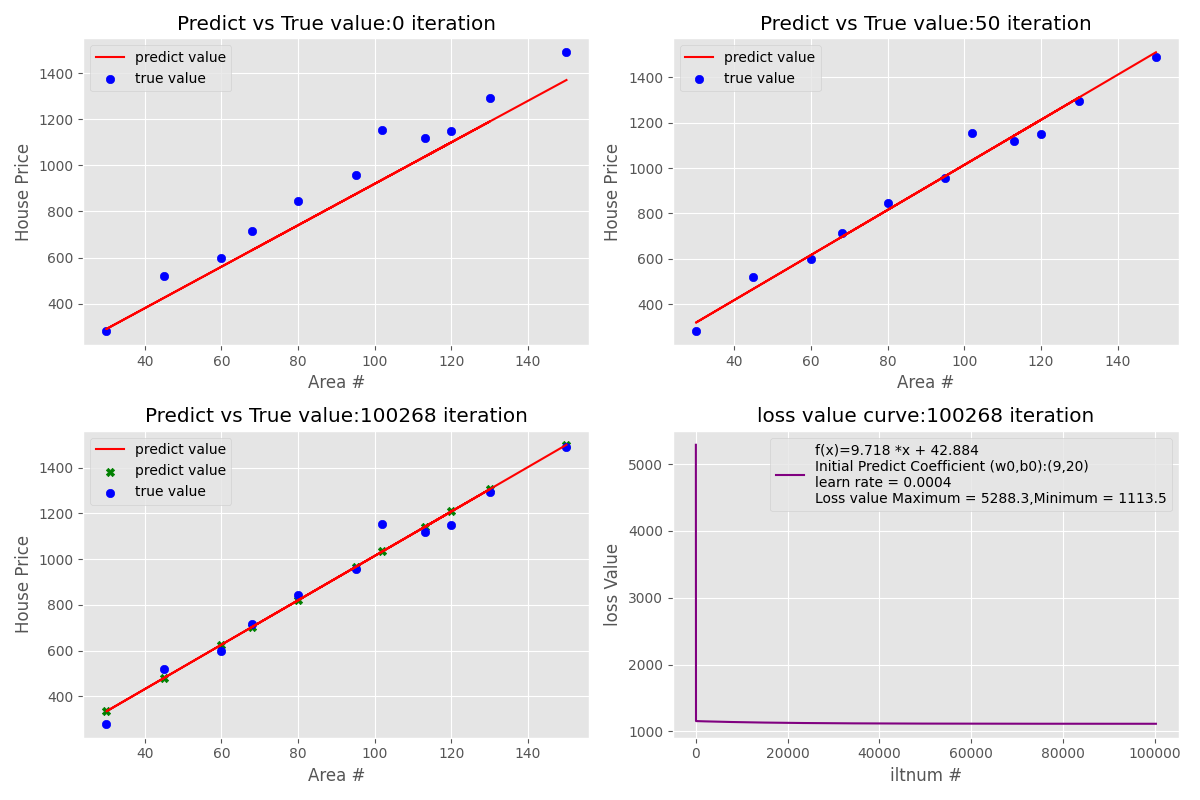 Predict vs True value:0 iteration
predict value
true value
1400
1200
1000
800
600
400
House Price
40 60 80 100 120 140
Area #
Predict vs True value:50 iteration
predict value
true value
1400
1200
1000
800
600
400
House Price
40 60 80 100 120 140
Area #
Predict vs True value:100268 iteration
predict value
predict value
true value
1400
1200
1000
800
600
400
House Price
40 60 80 100 120 140
Area #
loss value curve:100268 iteration
f(x)=9.718 *x + 42.884
Initial Predict Coefficient (w0,b0):(9,20)
learn rate = 0.0004
Loss value Maximum = 5288.3,Minimum = 1113.5
5000
4000
3000
2000
1000
loss Value
0 20000 40000 60000 80000 100000
iltnum #